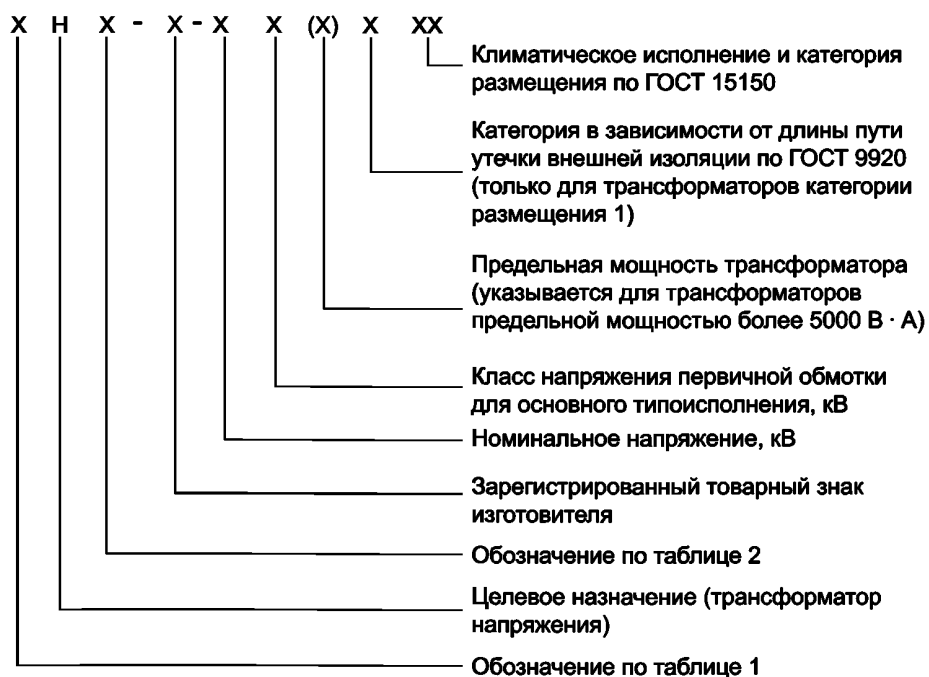 Х Н Х - Х - Х Х (Х) Х ХХ
Климатическое исполнение и категория
размещения по ГОСТ 15150
Категория в зависимости от длины пути
утечки внешней изоляции по ГОСТ 9920
(только для трансформаторов категории
размещения 1)
Предельная мощность трансформатора
(указывается для трансформаторов
предельной мощностью более 5000 В · А)
Класс напряжения первичной обмотки
для основного типоисполнения, кВ
Номинальное напряжение, кВ
Зарегистрированный товарный знак
изготовителя
Обозначение по таблице 2
Целевое назначение (трансформатор
напряжения)
Обозначение по таблице 1